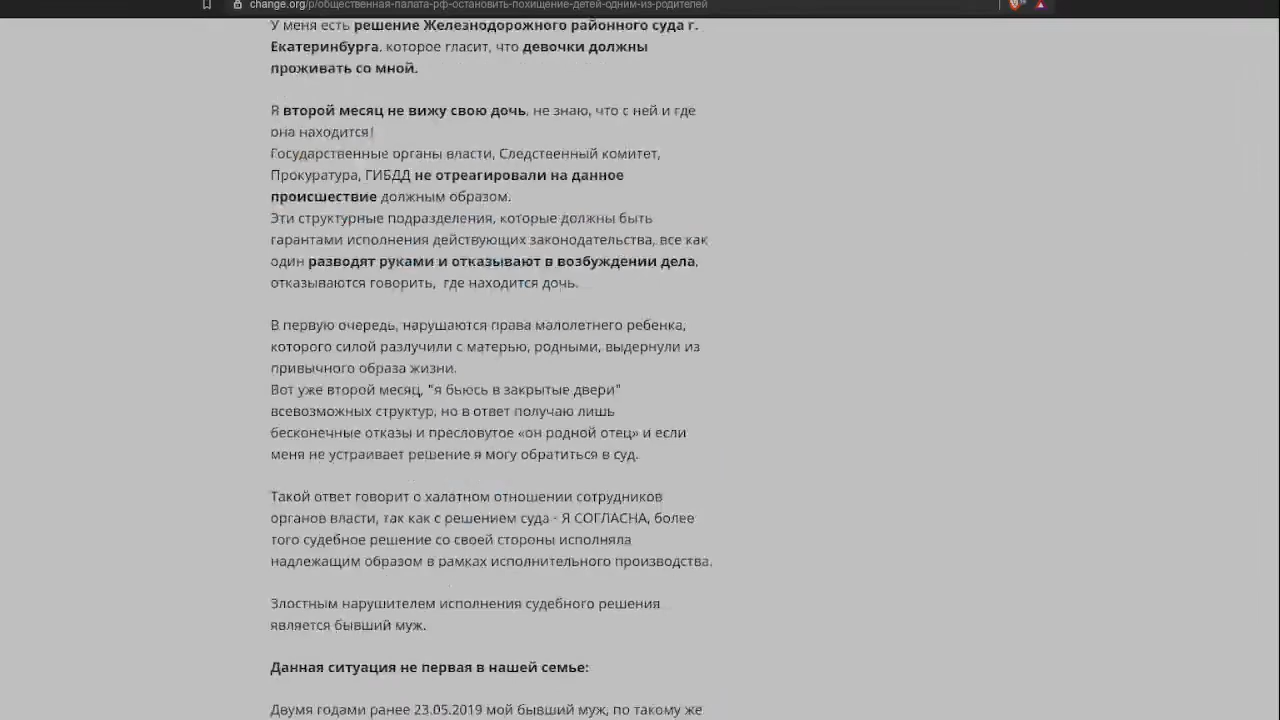 change.org/p/общественная-палата-рф-остановить-похищение-детей-одним-из-родителей
У меня есть решение Железнодорожного районного суда г.
Екатеринбурга, которое гласит, что девочки должны
проживать со мной.
Я второй месяц не вижу свою дочь, не знаю, что с ней и где
она находится!
Государственные органы власти, Следственный комитет,
Прокуратура, ГИБДД не отреагировали на данное
происшествие должным образом.
Эти структурные подразделения, которые должны быть
гарантами исполнения действующих законодательства, все как
один разводят руками и отказывают в возбуждении дела,
отказываются говорить, где находится дочь.
В первую очередь, нарушаются права малолетнего ребенка,
которого силой разлучили с матерью, родными, выдернули из
привычного образа жизни.
Вот уже второй месяц, "я бьюсь в закрытые двери"
всевозможных структур, но в ответ получаю лишь
бесконечные отказы и пресловутое «он родной отец» и если
меня не устраивает решение я могу обратиться в суд.
Такой ответ говорит о халатном отношении сотрудников
органов власти, так как с решением суда - Я СОГЛАСНА, более
того судебное решение со своей стороны исполняла
надлежащим образом в рамках исполнительного производства.
Злостным нарушителем исполнения судебного решения
является бывший муж.
Данная ситуация не первая в нашей семье:
Двумя годами ранее 23.05.2019 мой бывший муж, по такому же